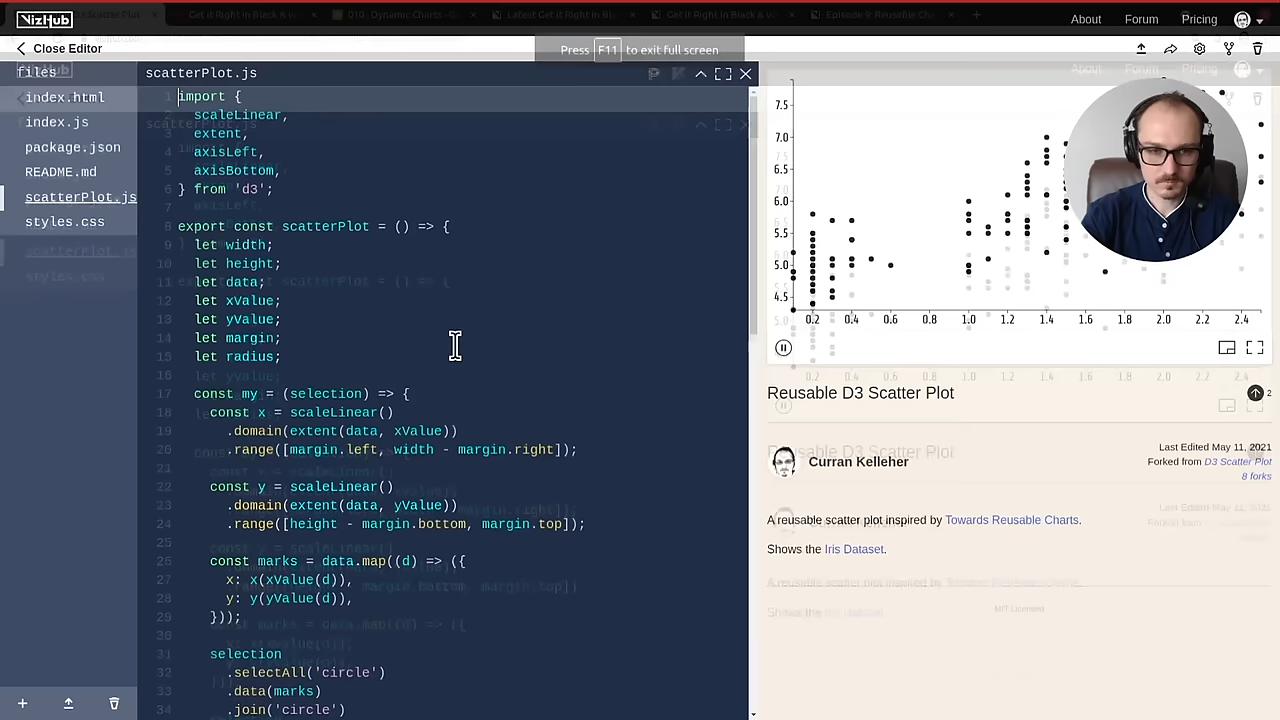 Get it Right in Black & W
010: Dynamic Charts
Latest Get it Right in Bl
Get it Right in Black & W
Episode 9: Reusable Cha
VizHub
About
Forum
Pricing
Close Editor
Press F11 to exit full screen
files
index.html
index.js
package.json
README.md
scatterPlot.js
styles.css
scatterPlot.js
1 import {
2 scaleLinear,
3 extent,
4 axisLeft,
5 axisBottom,
6 } from 'd3';
7
8 export const scatterPlot = () => {
9 let width;
10 let height;
11 let data;
12 let xValue;
13 let yValue;
14 let margin;
15 let radius;
16
17 const my = (selection) => {
18 const x = scaleLinear()
19 .domain(extent(data, xValue))
20 .range([margin.left, width - margin.right]);
21
22 const y = scaleLinear()
23 .domain(extent(data, yValue))
24 .range([height - margin.bottom, margin.top]);
25
26 const marks = data.map((d) => ({
27 x: x(xValue(d)),
28 y: y(yValue(d)),
29 }));
30
31 selection
32 .selectAll('circle')
33 .data(marks)
34 .join('circle')
7.5
7.0
6.5
6.0
5.5
5.0
4.5
0.2 0.4 0.6 0.8 1.0 1.2 1.4 1.6 1.8 2.0 2.2 2.4
Reusable D3 Scatter Plot
2
Curran Kelleher
Last Edited May 11, 2021
Forked from D3 Scatter Plot
8 forks
A reusable scatter plot inspired by Towards Reusable Charts.
Shows the Iris Dataset.
MIT Licensed